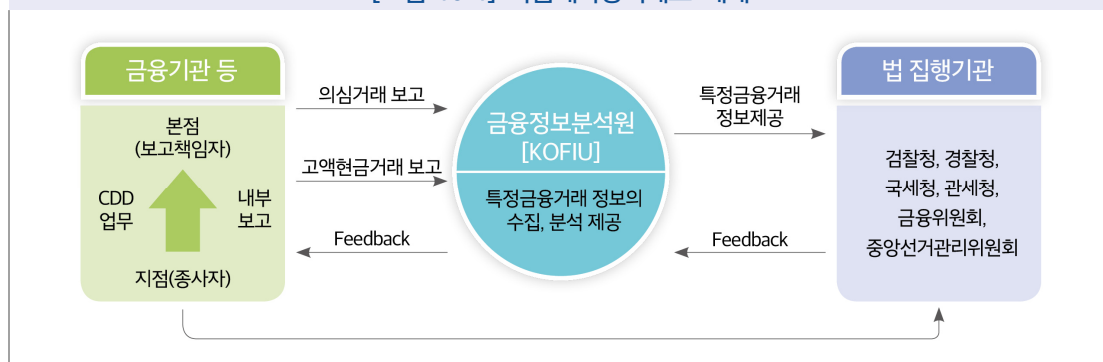 금융기관 등
본점
(보고책임자)
CDD
업무
내부
보고
지점(종사자)
의심거래 보고
고액현금거래 보고
Feedback
금융정보분석원
[KOFIU]
특정금융거래 정보의
수집, 분석 제공
특정금융거래
정보제공
Feedback
법 집행기관
검찰청, 경찰청,
국세청, 관세청,
금융위원회,
중앙선거관리위원회